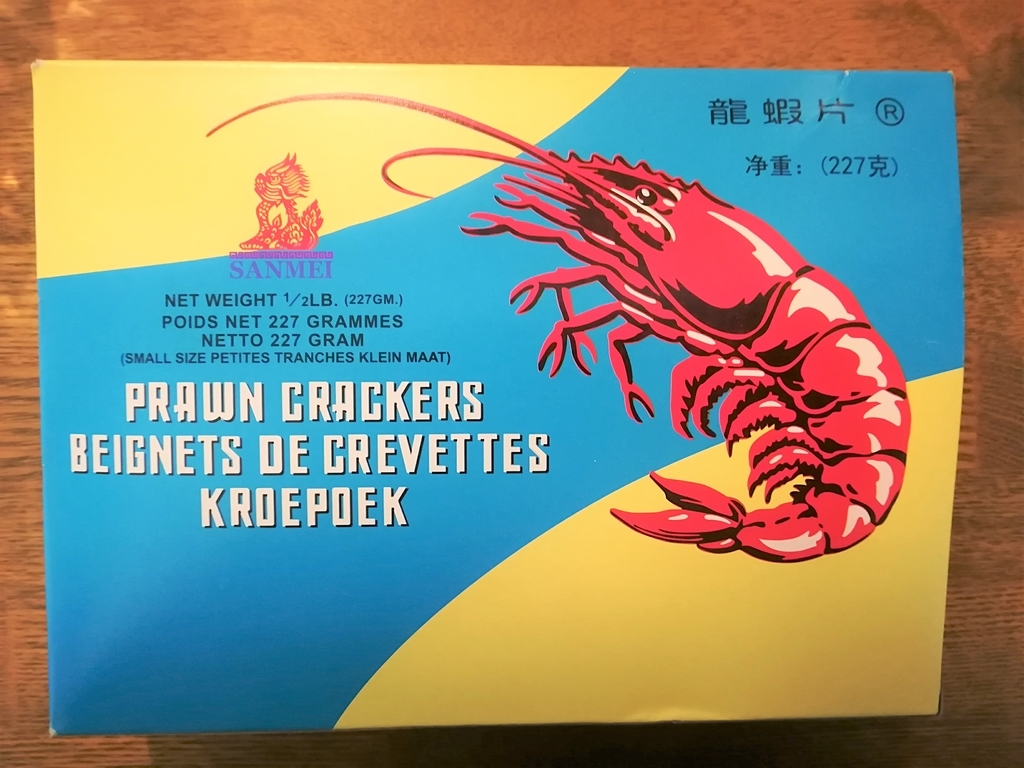 龍蝦片 ®
净重：(227克)
SANMEI
NET WEIGHT 1/2LB. (227GM.)
POIDS NET 227 GRAMMES
NETTO 227 GRAM
(SMALL SIZE PETITES TRANCHES KLEIN MAAT)
PRAWN CRACKERS
BEIGNETS DE CREVETTES
KROEPOEK